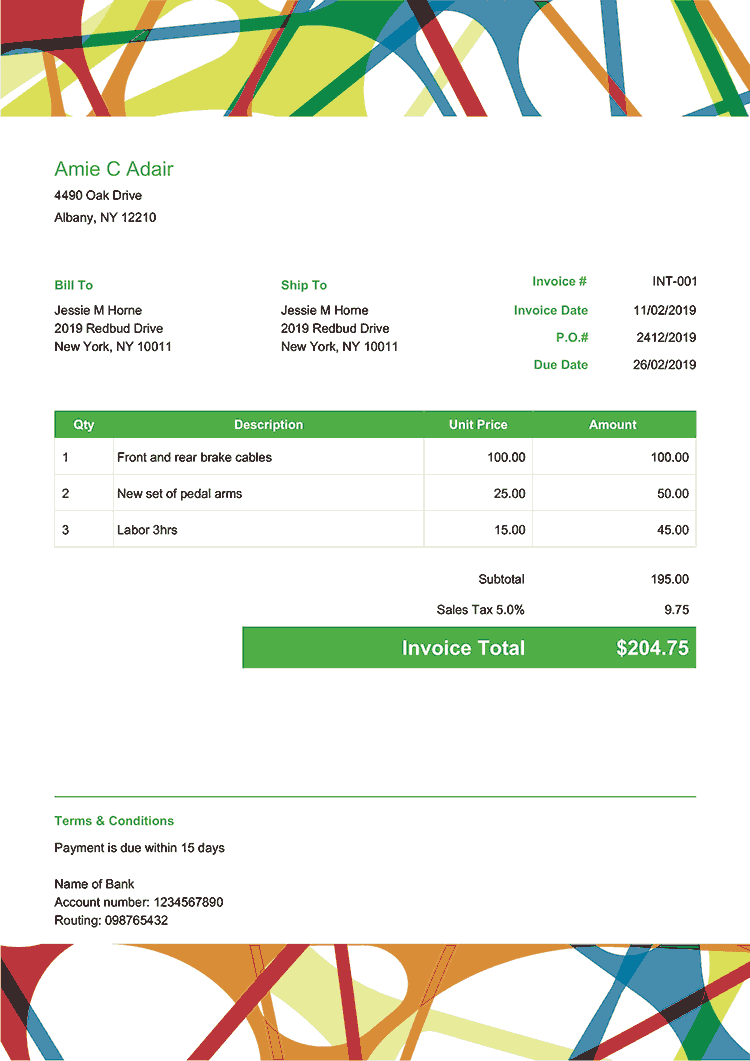 Amie C Adair
4490 Oak Drive
Albany, NY 12210
Bill To
Jessie M Horne
2019 Redbud Drive
New York, NY 10011
Ship To
Jessie M Horne
2019 Redbud Drive
New York, NY 10011
Invoice # INT-001
Invoice Date 11/02/2019
P.O.# 2412/2019
Due Date 26/02/2019
Qty Description Unit Price Amount
1 Front and rear brake cables 100.00 100.00
2 New set of pedal arms 25.00 50.00
3 Labor 3hrs 15.00 45.00
Subtotal 195.00
Sales Tax 5.0% 9.75
Invoice Total $204.75
Terms & Conditions
Payment is due within 15 days
Name of Bank
Account number: 1234567890
Routing: 098765432